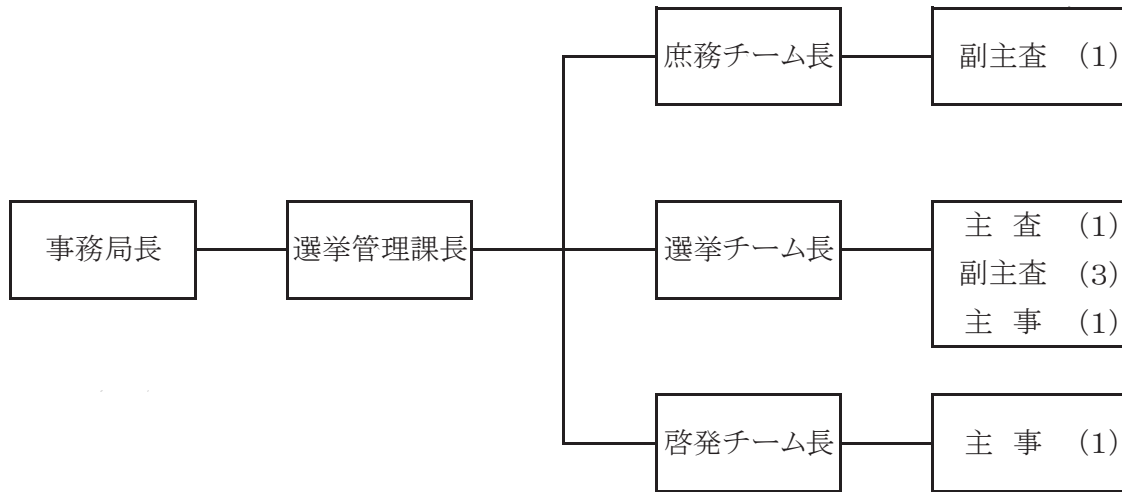 庶務チーム長
副主査 (1)
事務局長
選挙管理課長
選挙チーム長
主 査 (1)
副主査 (3)
主 事 (1)
啓発チーム長
主 事 (1)